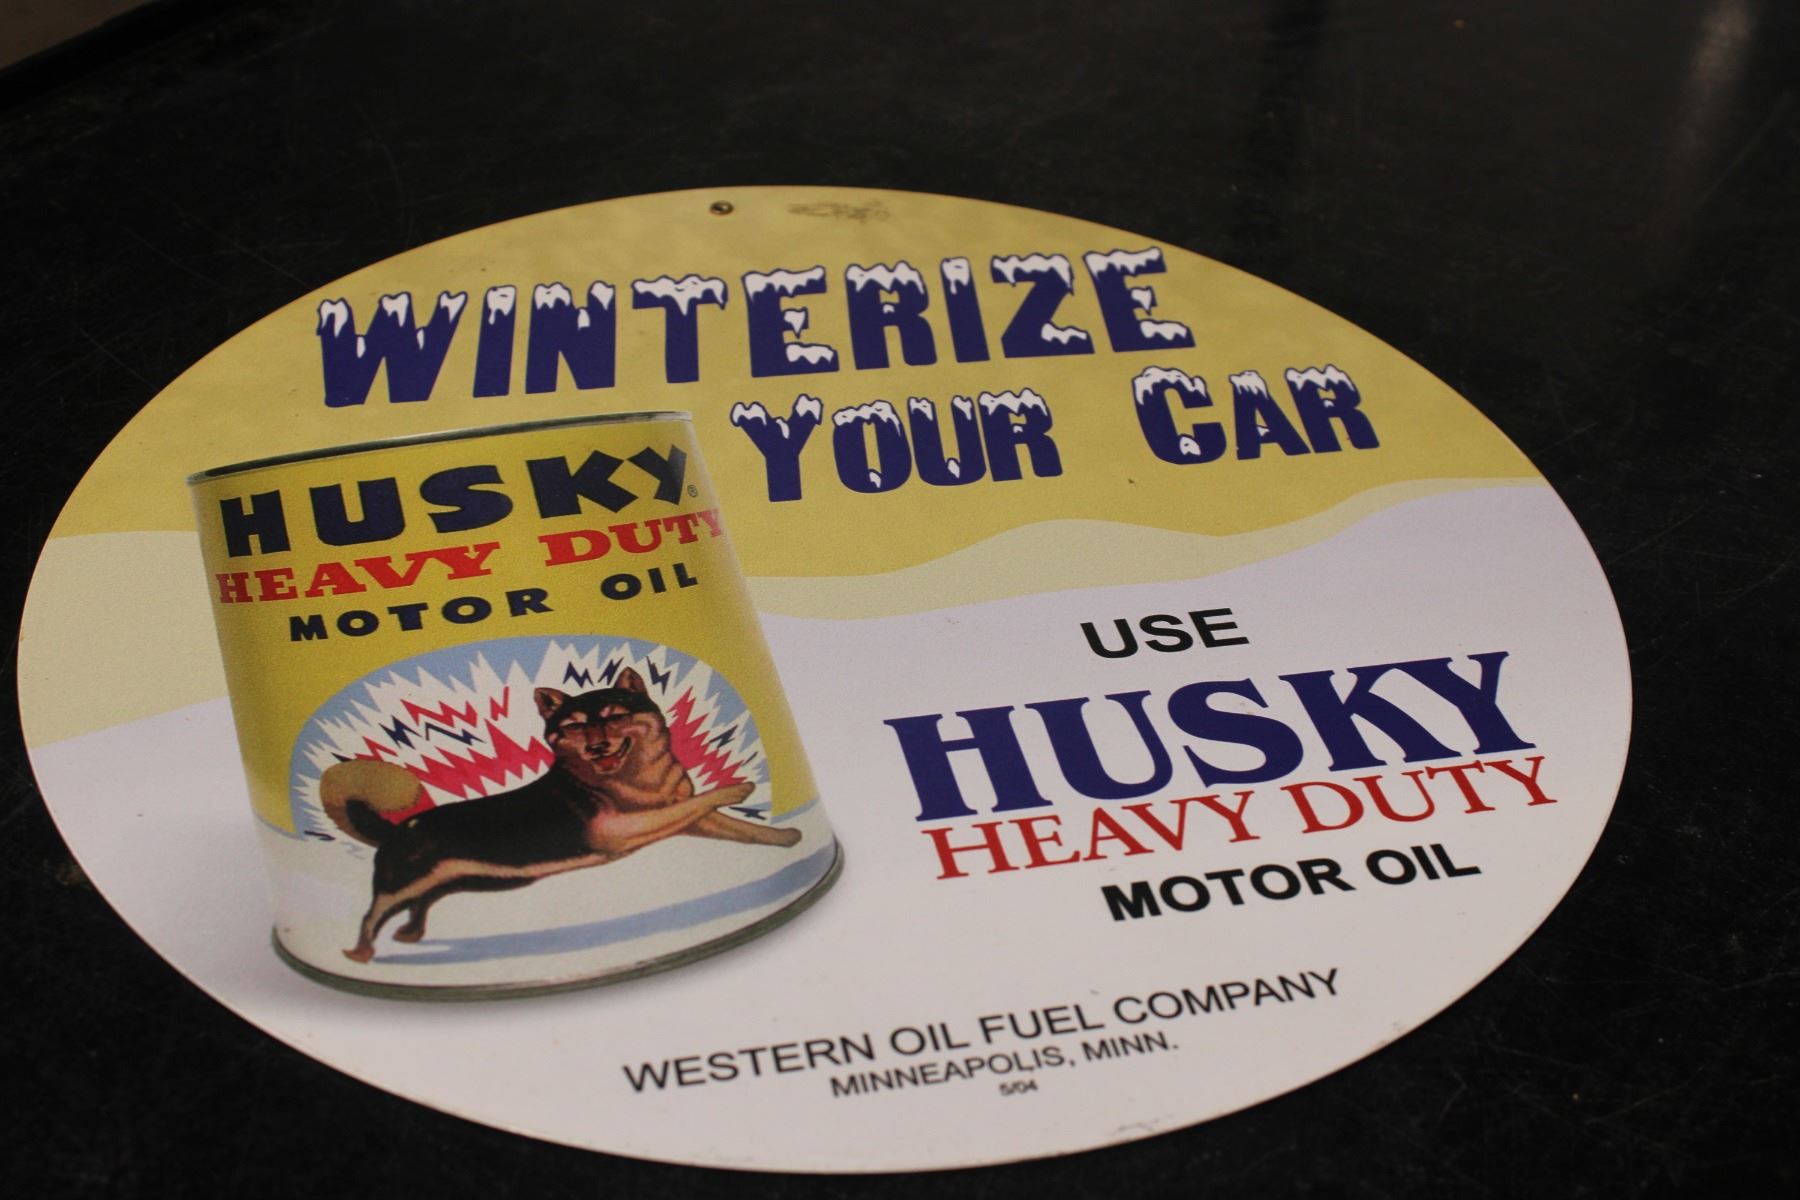 WINTERIZE
YOUR CAR
HUSKY®
HEAVY DUTY
MOTOR OIL
USE
HUSKY
HEAVY DUTY
MOTOR OIL
WESTERN OIL FUEL COMPANY
MINNEAPOLIS, MINN.
5/04